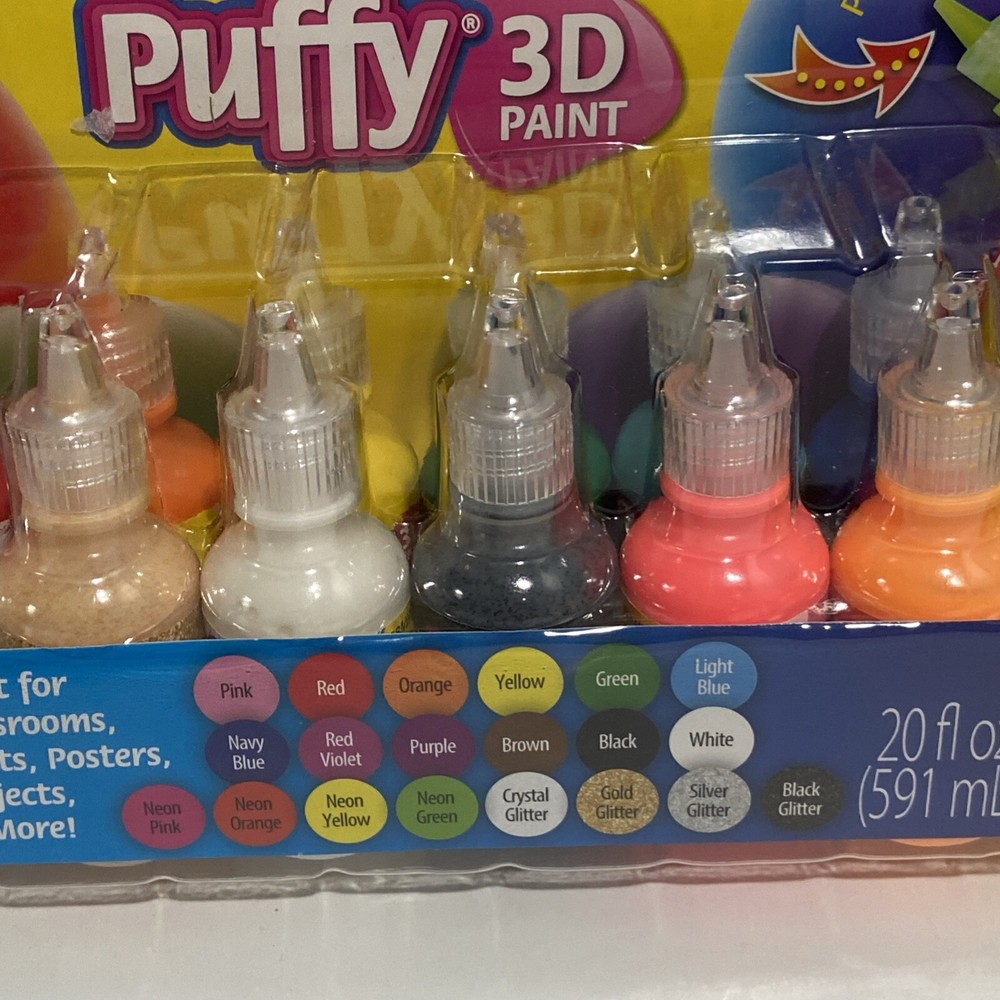 Puffy®
3D
PAINT
t for
srooms,
ts, Posters,
jects,
More!
Pink
Red
Orange
Yellow
Green
Light
Blue
Navy
Blue
Red
Violet
Purple
Brown
Black
White
Neon
Pink
Neon
Orange
Neon
Yellow
Neon
Green
Crystal
Glitter
Gold
Glitter
Silver
Glitter
Black
Glitter
20 fl oz
(591 mL